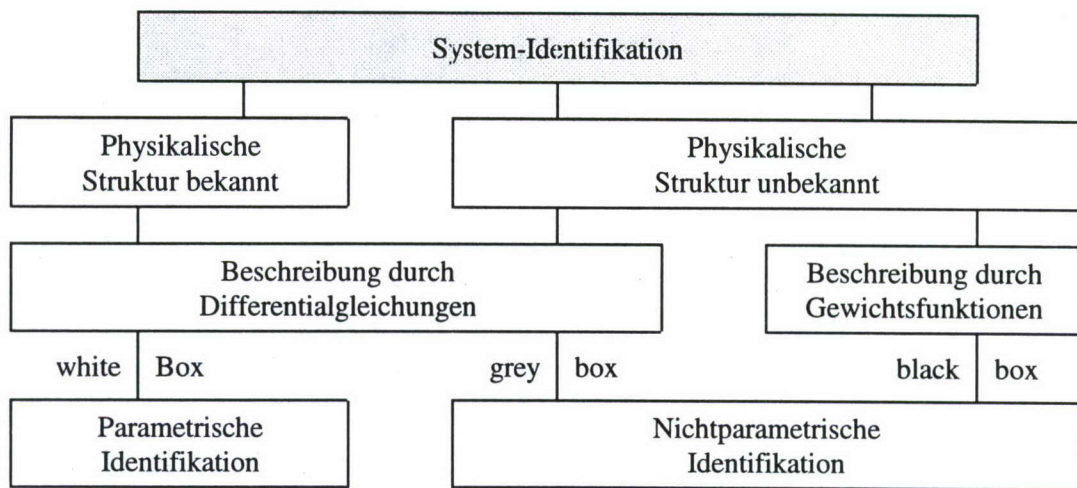 System-Identifikation
Physikalische
Struktur bekannt
Physikalische
Struktur unbekannt
Beschreibung durch
Differentialgleichungen
Beschreibung durch
Gewichtsfunktionen
white Box
grey box
black box
Parametrische
Identifikation
Nichtparametrische
Identifikation